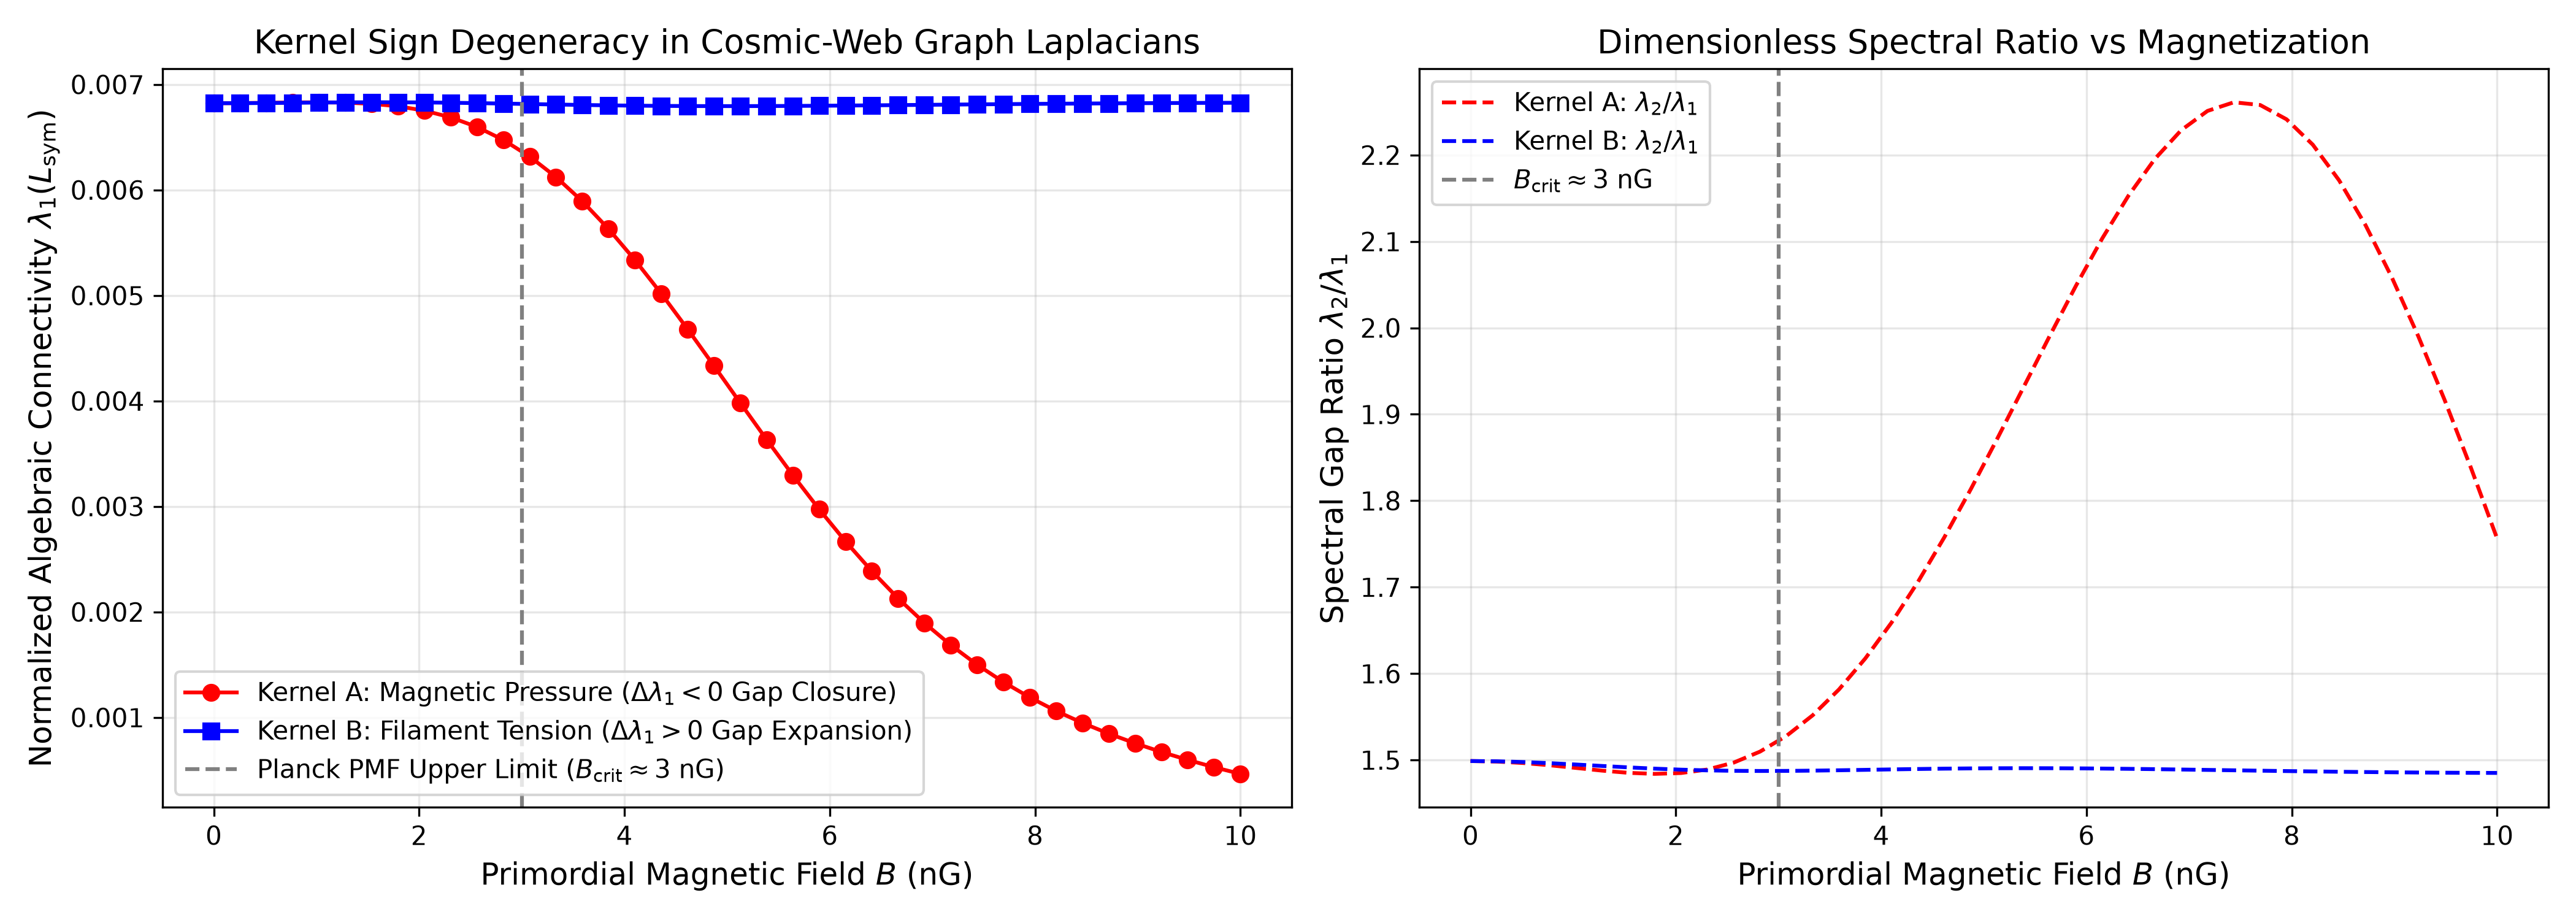 Kernel Sign Degeneracy in Cosmic-Web Graph Laplacians
Normalized Algebraic Connectivity λ₁(L_sym)
0.007
0.006
0.005
0.004
0.003
0.002
0.001
Kernel A: Magnetic Pressure (Δλ₁ < 0 Gap Closure)
Kernel B: Filament Tension (Δλ₁ > 0 Gap Expansion)
Planck PMF Upper Limit (B_crit ≈ 3 nG)
0 2 4 6 8 10
Primordial Magnetic Field B (nG)
Dimensionless Spectral Ratio vs Magnetization
Spectral Gap Ratio λ₂/λ₁
Kernel A: λ₂/λ₁
Kernel B: λ₂/λ₁
B_crit ≈ 3 nG
2.2
2.1
2.0
1.9
1.8
1.7
1.6
1.5
0 2 4 6 8 10
Primordial Magnetic Field B (nG)